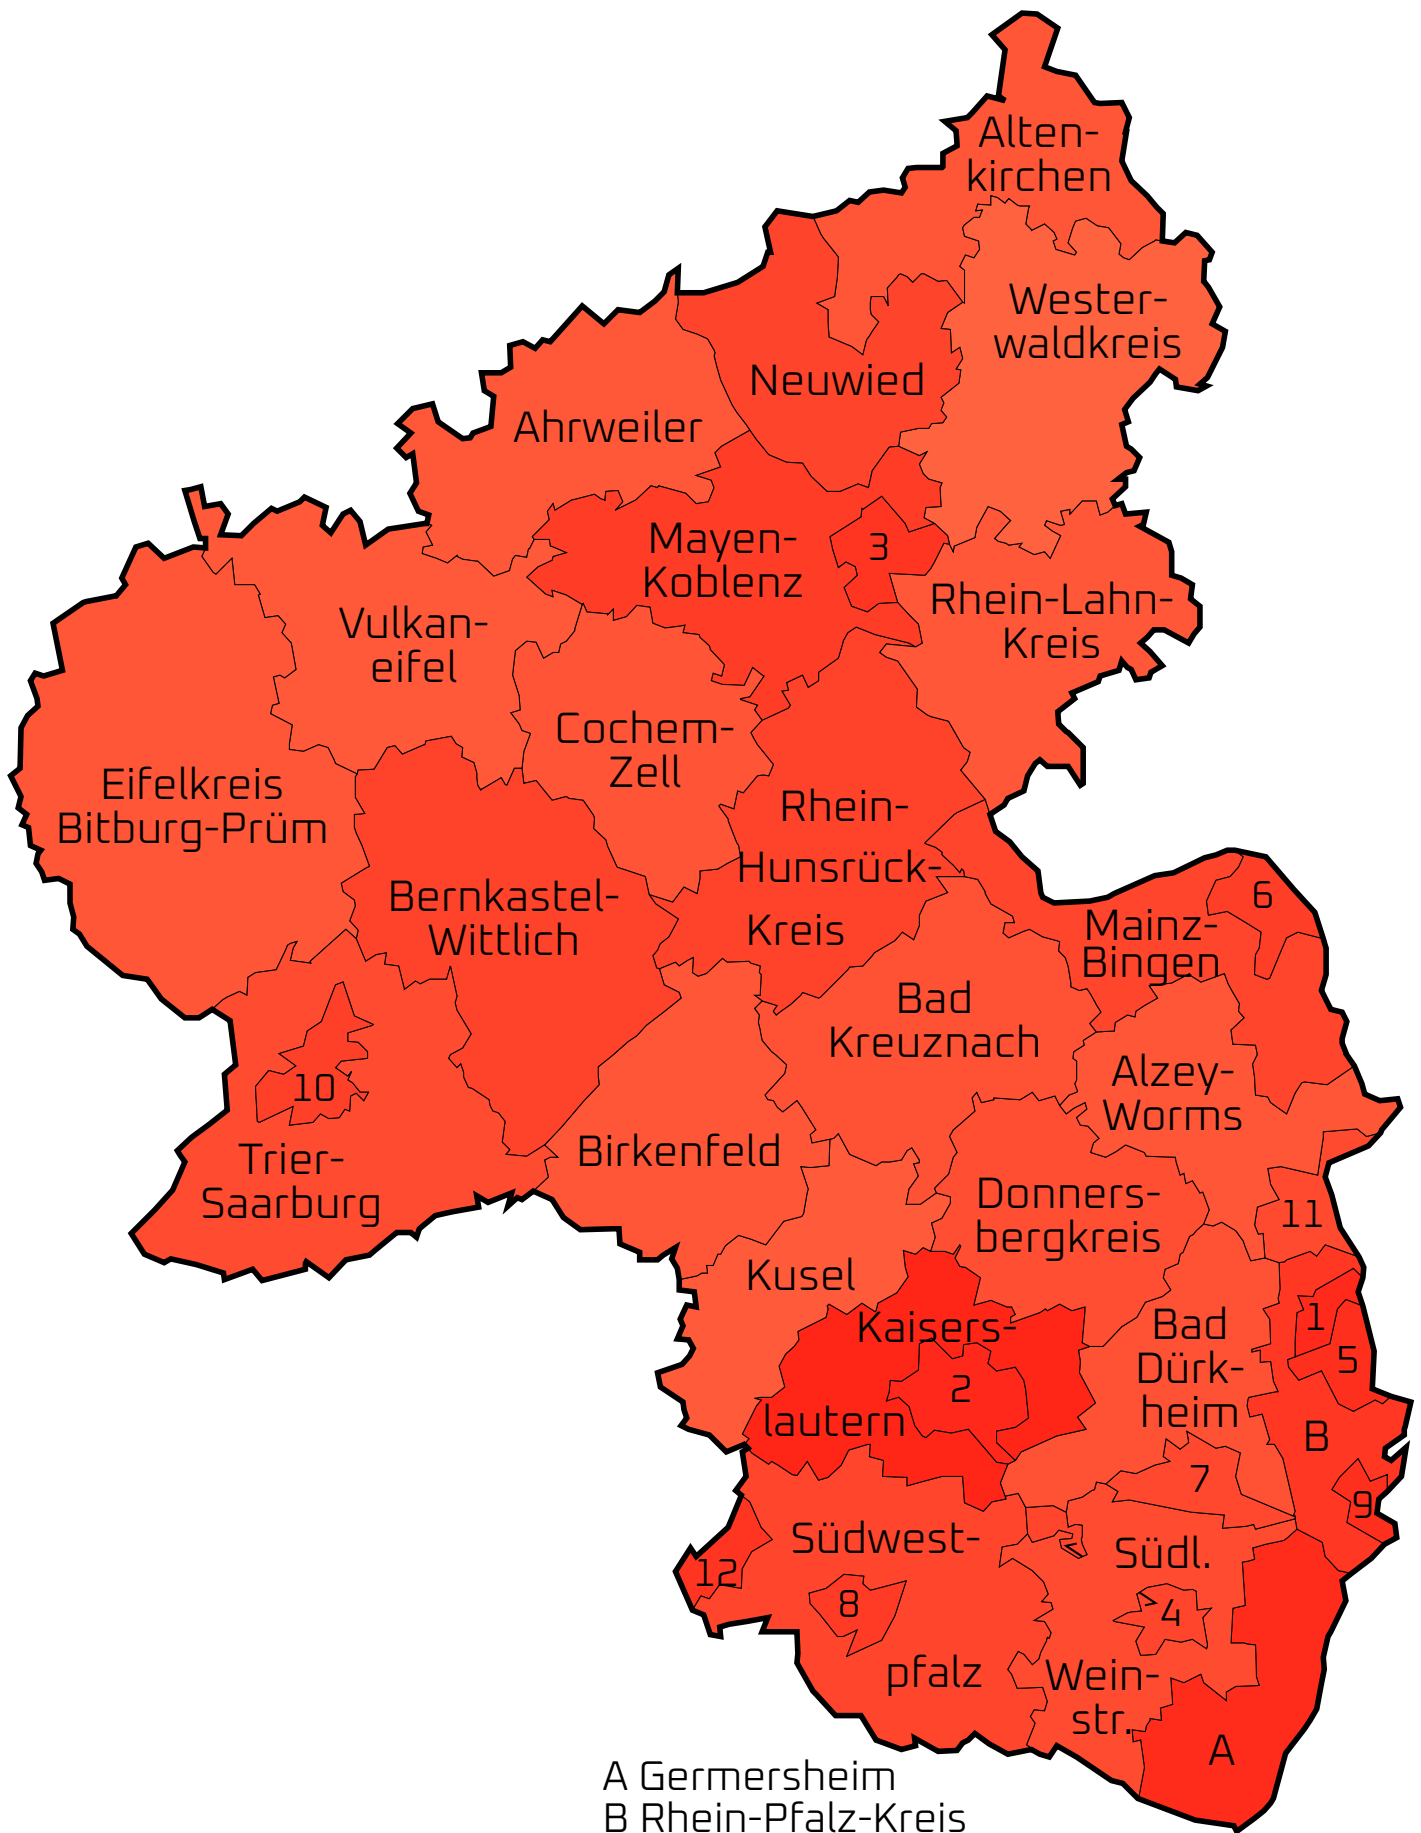 Alten-
kirchen
Wester-
waldkreis
Neuwied
Ahrweiler
Mayen-
Koblenz
3
Rhein-Lahn-
Kreis
Vulkan-
eifel
Cochem-
Zell
Eifelkreis
Bitburg-Prüm
Rhein-
Hunsrück-
Kreis
Bernkastel-
Wittlich
6
Mainz-
Bingen
Bad
Kreuznach
Alzey-
Worms
10
Trier-
Saarburg
Birkenfeld
Donners-
bergkreis
11
Kusel
Kaisers-
lautern
2
Bad
Dürk-
heim
1
5
B
7
9
Südwest-
pfalz
12
8
Südl.
4
Wein-
str.
A
A Germersheim
B Rhein-Pfalz-Kreis